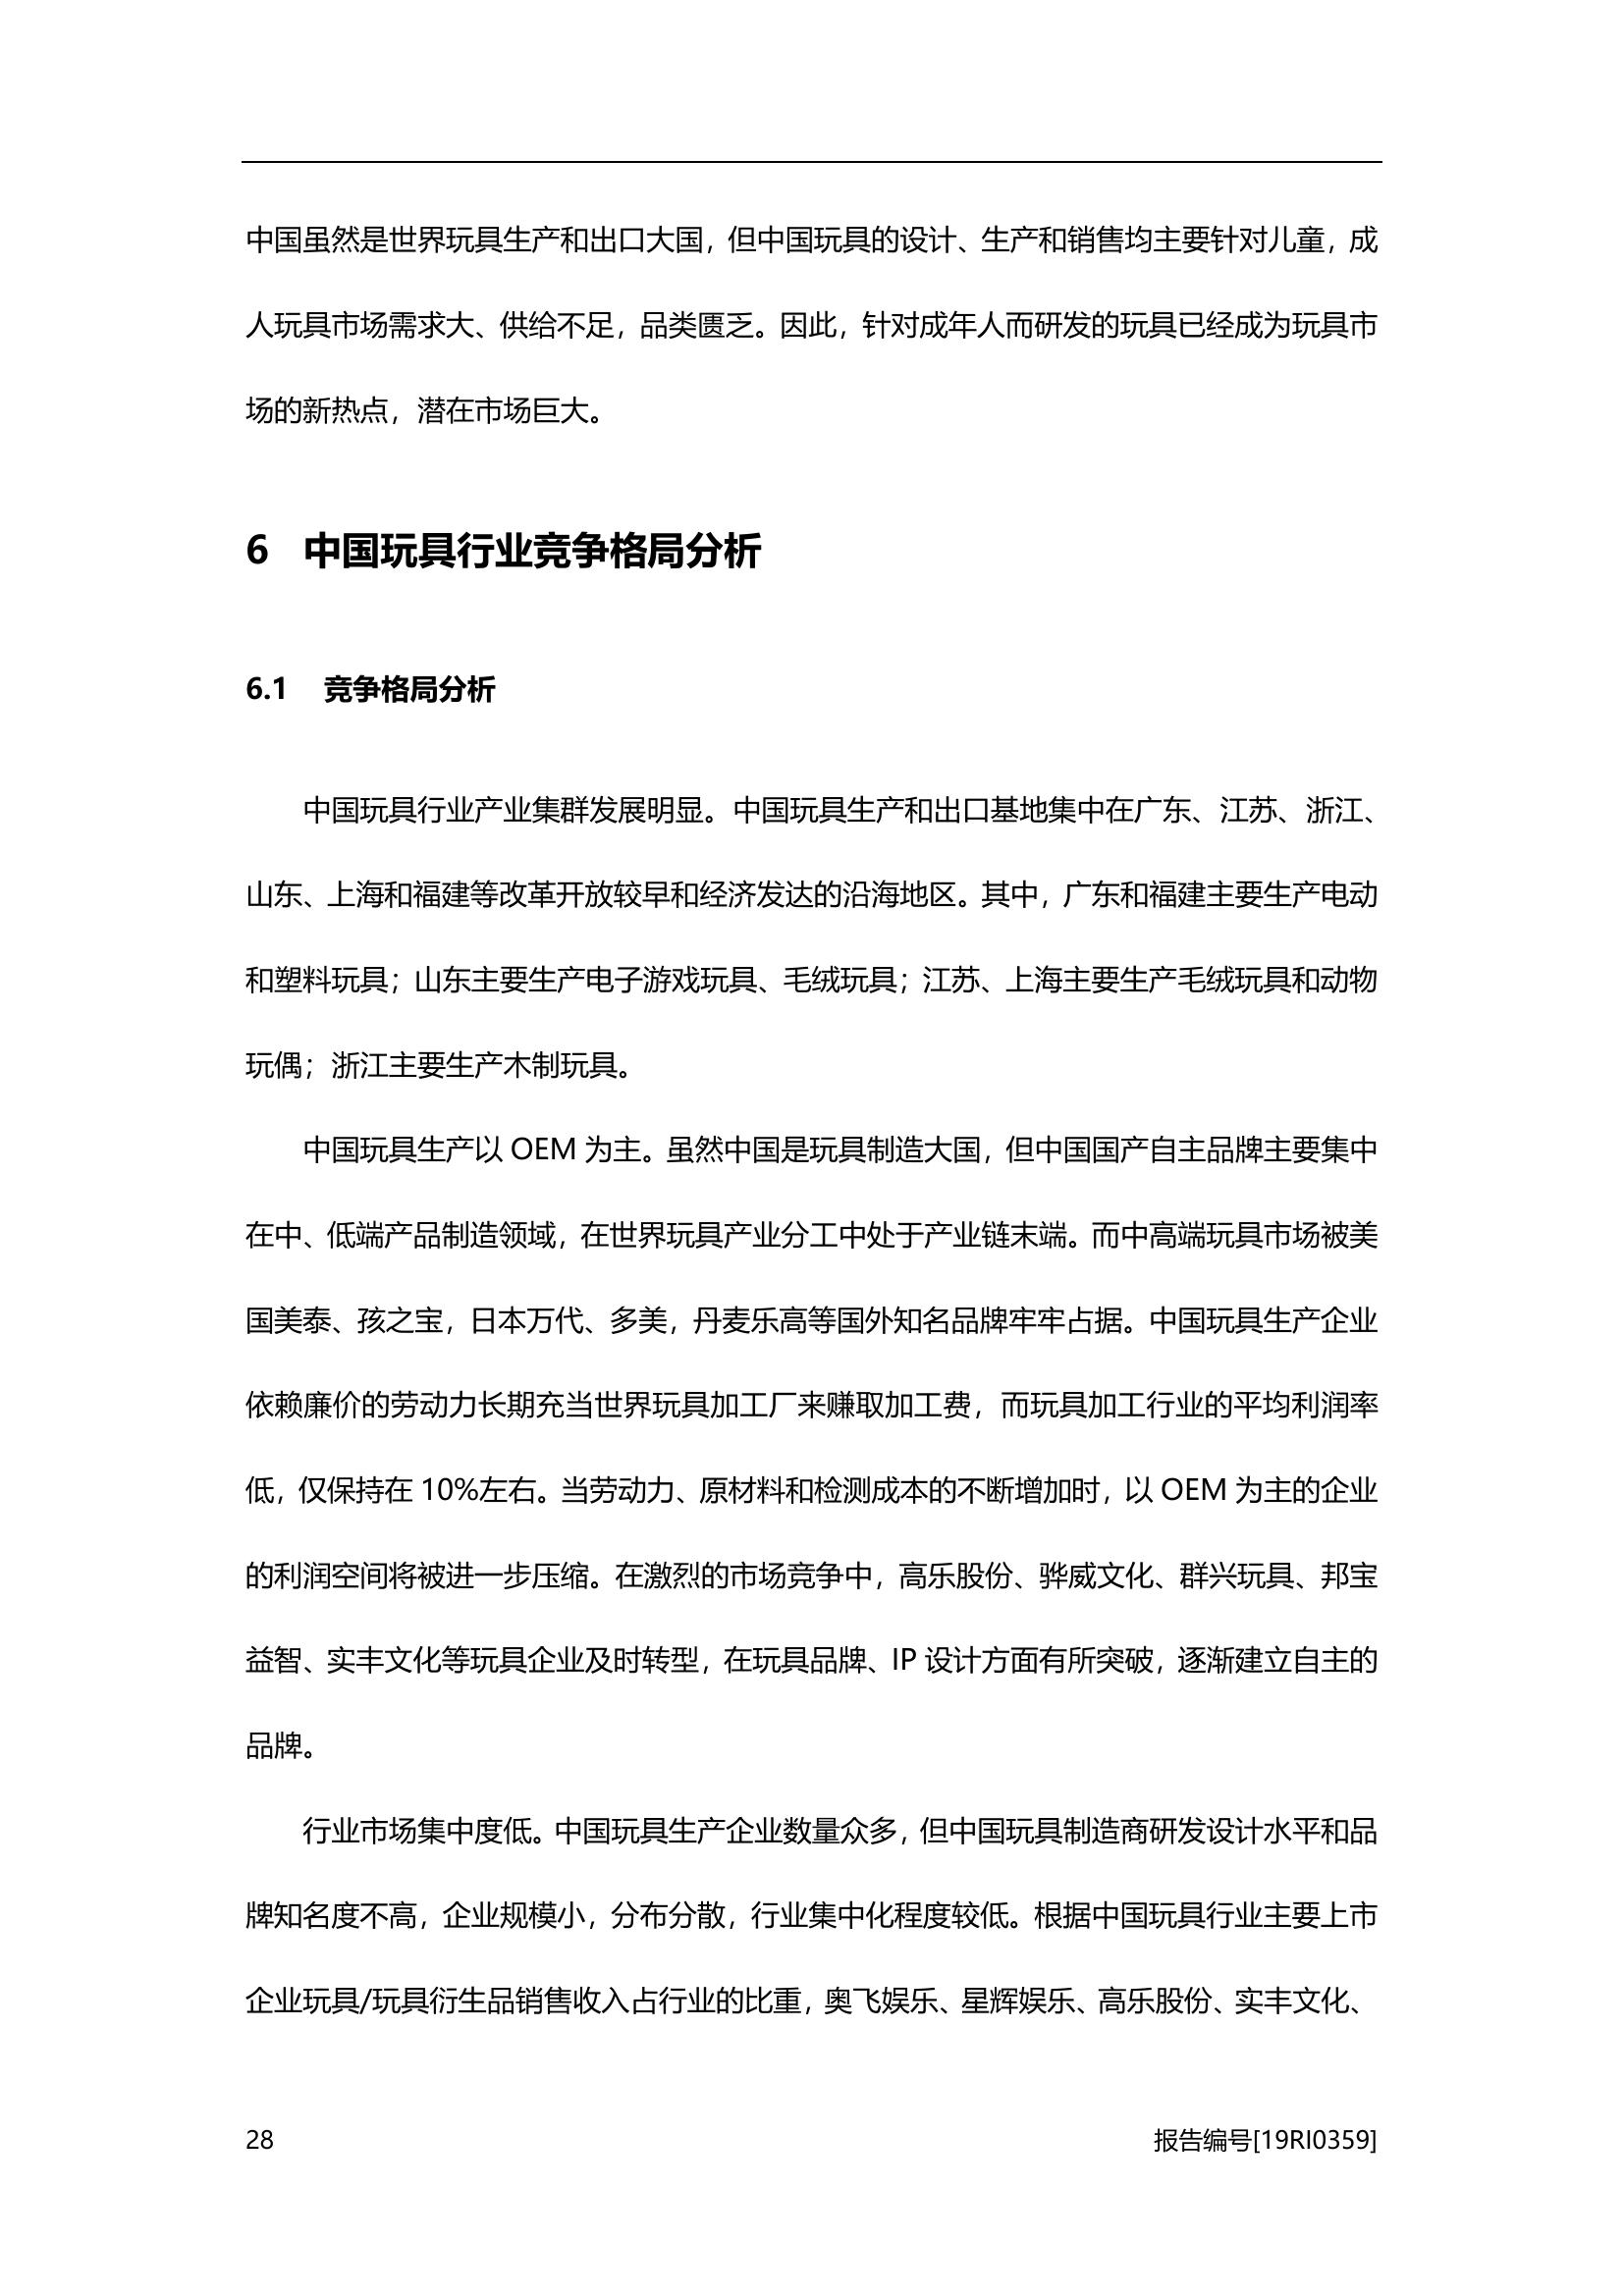 中国虽然是世界玩具生产和出口大国，但中国玩具的设计、生产和销售均主要针对儿童，成
人玩具市场需求大、供给不足，品类匮乏。因此，针对成年人而研发的玩具已经成为玩具市
场的新热点，潜在市场巨大。
6 中国玩具行业竞争格局分析
6.1 竞争格局分析
中国玩具行业产业集群发展明显。中国玩具生产和出口基地集中在广东、江苏、浙江、
山东、上海和福建等改革开放较早和经济发达的沿海地区。其中，广东和福建主要生产电动
和塑料玩具；山东主要生产电子游戏玩具、毛绒玩具；江苏、上海主要生产毛绒玩具和动物
玩偶；浙江主要生产木制玩具。
中国玩具生产以 OEM 为主。虽然中国是玩具制造大国，但中国国产自主品牌主要集中
在中、低端产品制造领域，在世界玩具产业分工中处于产业链末端。而中高端玩具市场被美
国美泰、孩之宝，日本万代、多美，丹麦乐高等国外知名品牌牢牢占据。中国玩具生产企业
依赖廉价的劳动力长期充当世界玩具加工厂来赚取加工费，而玩具加工行业的平均利润率
低，仅保持在 10%左右。当劳动力、原材料和检测成本的不断增加时，以 OEM 为主的企业
的利润空间将被进一步压缩。在激烈的市场竞争中，高乐股份、骅威文化、群兴玩具、邦宝
益智、实丰文化等玩具企业及时转型，在玩具品牌、IP 设计方面有所突破，逐渐建立自主的
品牌。
行业市场集中度低。中国玩具生产企业数量众多，但中国玩具制造商研发设计水平和品
牌知名度不高，企业规模小，分布分散，行业集中化程度较低。根据中国玩具行业主要上市
企业玩具/玩具衍生品销售收入占行业的比重，奥飞娱乐、星辉娱乐、高乐股份、实丰文化、
28 报告编号[19RI0359]